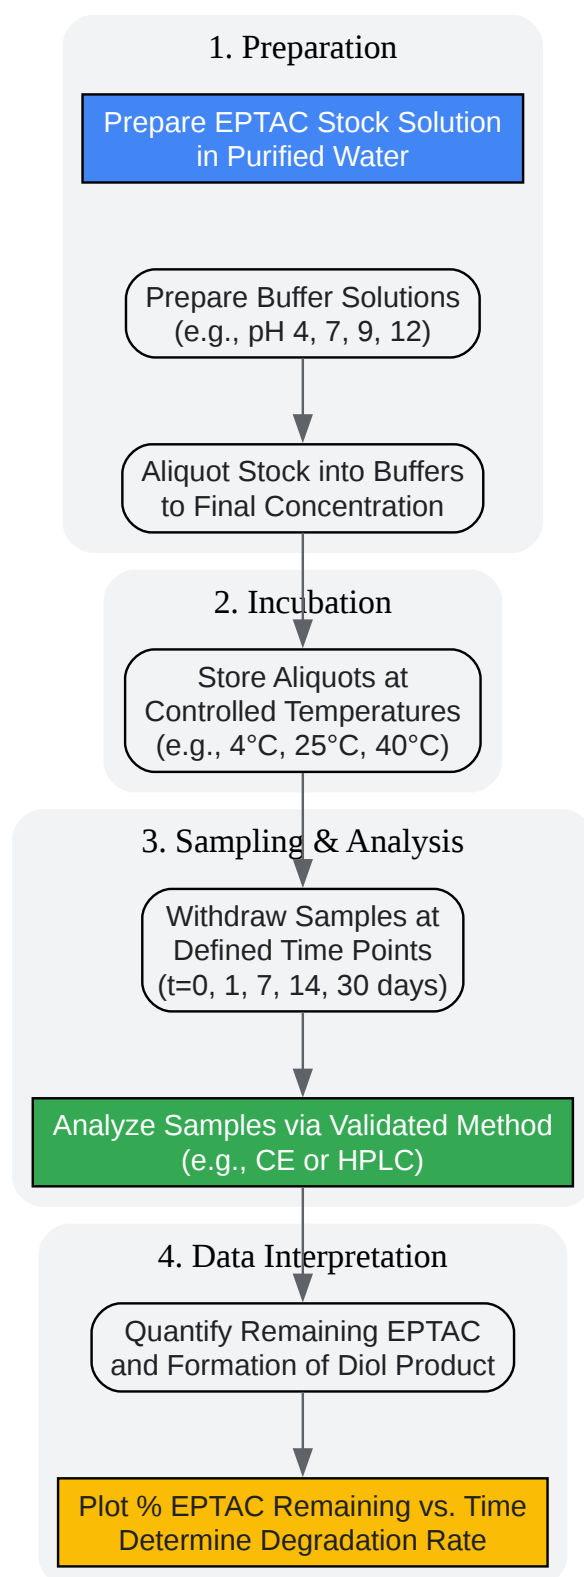 1. Preparation
Prepare EPTAC Stock Solution
in Purified Water
Prepare Buffer Solutions
(e.g., pH 4, 7, 9, 12)
Aliquot Stock into Buffers
to Final Concentration
2. Incubation
Store Aliquots at
Controlled Temperatures
(e.g., 4°C, 25°C, 40°C)
3. Sampling & Analysis
Withdraw Samples at
Defined Time Points
(t=0, 1, 7, 14, 30 days)
Analyze Samples via Validated Method
(e.g., CE or HPLC)
4. Data Interpretation
Quantify Remaining EPTAC
and Formation of Diol Product
Plot % EPTAC Remaining vs. Time
Determine Degradation Rate